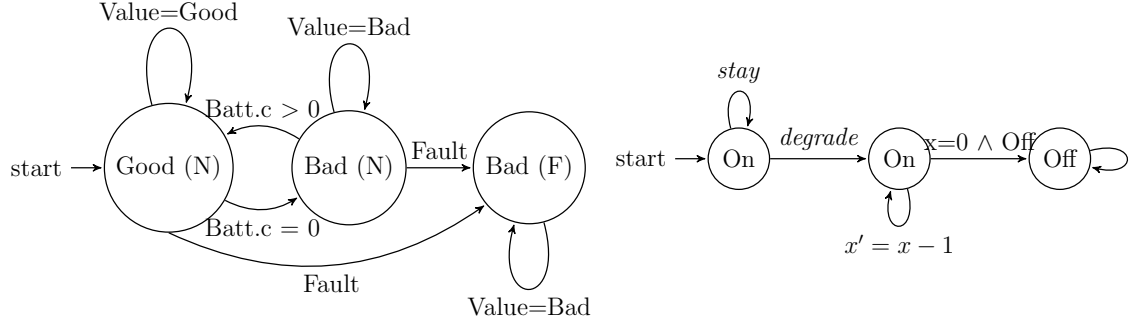 Value=Good
Value=Bad
Batt.c > 0
start
Good (N)
Bad (N)
Fault
Bad (F)
Batt.c = 0
Fault
Value=Bad
stay
degrade
x=0 ∧ Off
start
On
On
Off
x′ = x − 1